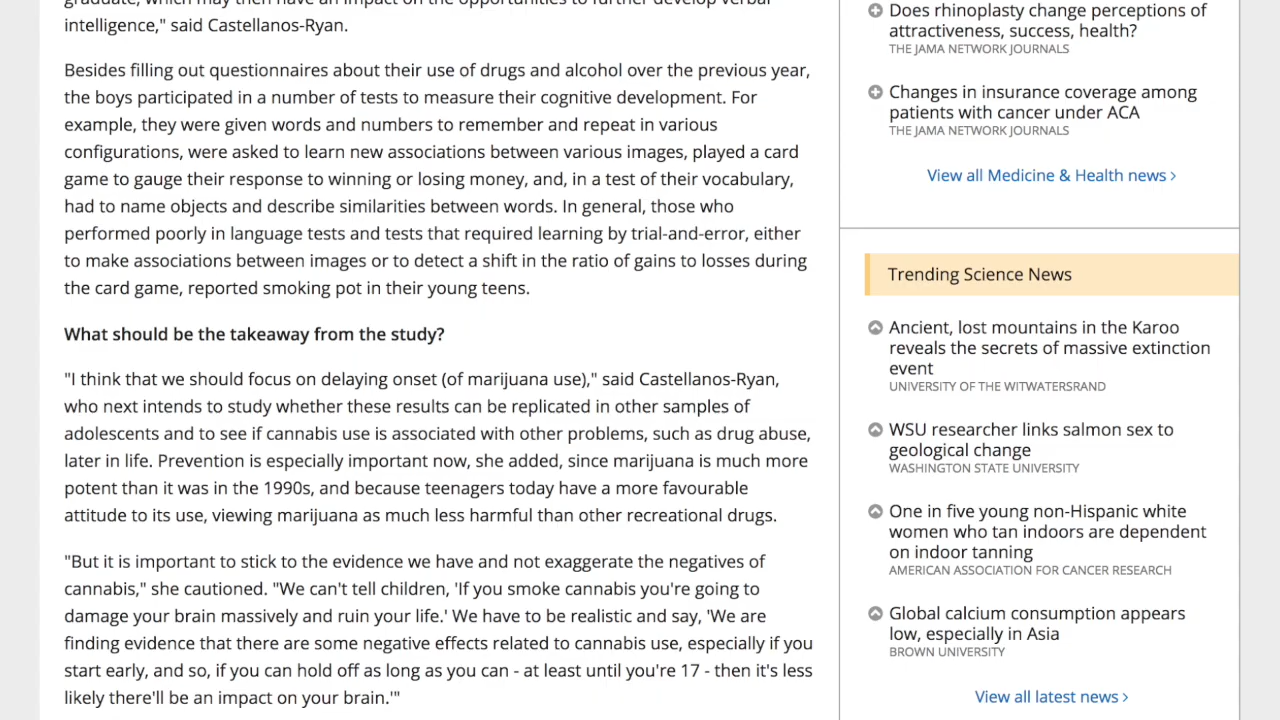 graduate, which may then have an impact on the opportunities to further develop verbal
intelligence," said Castellanos-Ryan.
Besides filling out questionnaires about their use of drugs and alcohol over the previous year,
the boys participated in a number of tests to measure their cognitive development. For
example, they were given words and numbers to remember and repeat in various
configurations, were asked to learn new associations between various images, played a card
game to gauge their response to winning or losing money, and, in a test of their vocabulary,
had to name objects and describe similarities between words. In general, those who
performed poorly in language tests and tests that required learning by trial-and-error, either
to make associations between images or to detect a shift in the ratio of gains to losses during
the card game, reported smoking pot in their young teens.
What should be the takeaway from the study?
"I think that we should focus on delaying onset (of marijuana use)," said Castellanos-Ryan,
who next intends to study whether these results can be replicated in other samples of
adolescents and to see if cannabis use is associated with other problems, such as drug abuse,
later in life. Prevention is especially important now, she added, since marijuana is much more
potent than it was in the 1990s, and because teenagers today have a more favourable
attitude to its use, viewing marijuana as much less harmful than other recreational drugs.
"But it is important to stick to the evidence we have and not exaggerate the negatives of
cannabis," she cautioned. "We can't tell children, 'If you smoke cannabis you're going to
damage your brain massively and ruin your life.' We have to be realistic and say, 'We are
finding evidence that there are some negative effects related to cannabis use, especially if you
start early, and so, if you can hold off as long as you can - at least until you're 17 - then it's less
likely there'll be an impact on your brain.'"
Does rhinoplasty change perceptions of
attractiveness, success, health?
THE JAMA NETWORK JOURNALS
Changes in insurance coverage among
patients with cancer under ACA
THE JAMA NETWORK JOURNALS
View all Medicine & Health news ›
Trending Science News
Ancient, lost mountains in the Karoo
reveals the secrets of massive extinction
event
UNIVERSITY OF THE WITWATERSRAND
WSU researcher links salmon sex to
geological change
WASHINGTON STATE UNIVERSITY
One in five young non-Hispanic white
women who tan indoors are dependent
on indoor tanning
AMERICAN ASSOCIATION FOR CANCER RESEARCH
Global calcium consumption appears
low, especially in Asia
BROWN UNIVERSITY
View all latest news ›